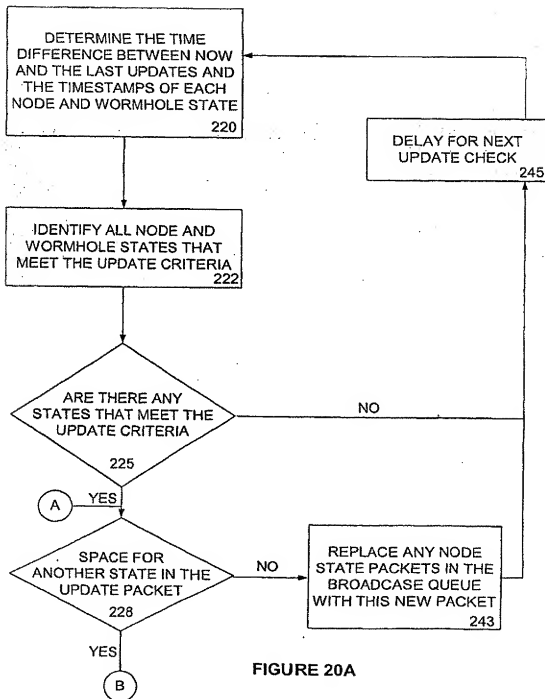 DETERMINE THE TIME
DIFFERENCE BETWEEN NOW
AND THE LAST UPDATES AND
THE TIMESTAMPS OF EACH
NODE AND WORMHOLE STATE
220
DELAY FOR NEXT
UPDATE CHECK
245
IDENTIFY ALL NODE AND
WORMHOLE STATES THAT
MEET THE UPDATE CRITERIA
222
ARE THERE ANY
STATES THAT MEET THE
UPDATE CRITERIA
225
NO
YES
A
SPACE FOR
ANOTHER STATE IN THE
UPDATE PACKET
228
NO
REPLACE ANY NODE
STATE PACKETS IN THE
BROADCASE QUEUE
WITH THIS NEW PACKET
243
YES
B
FIGURE 20A